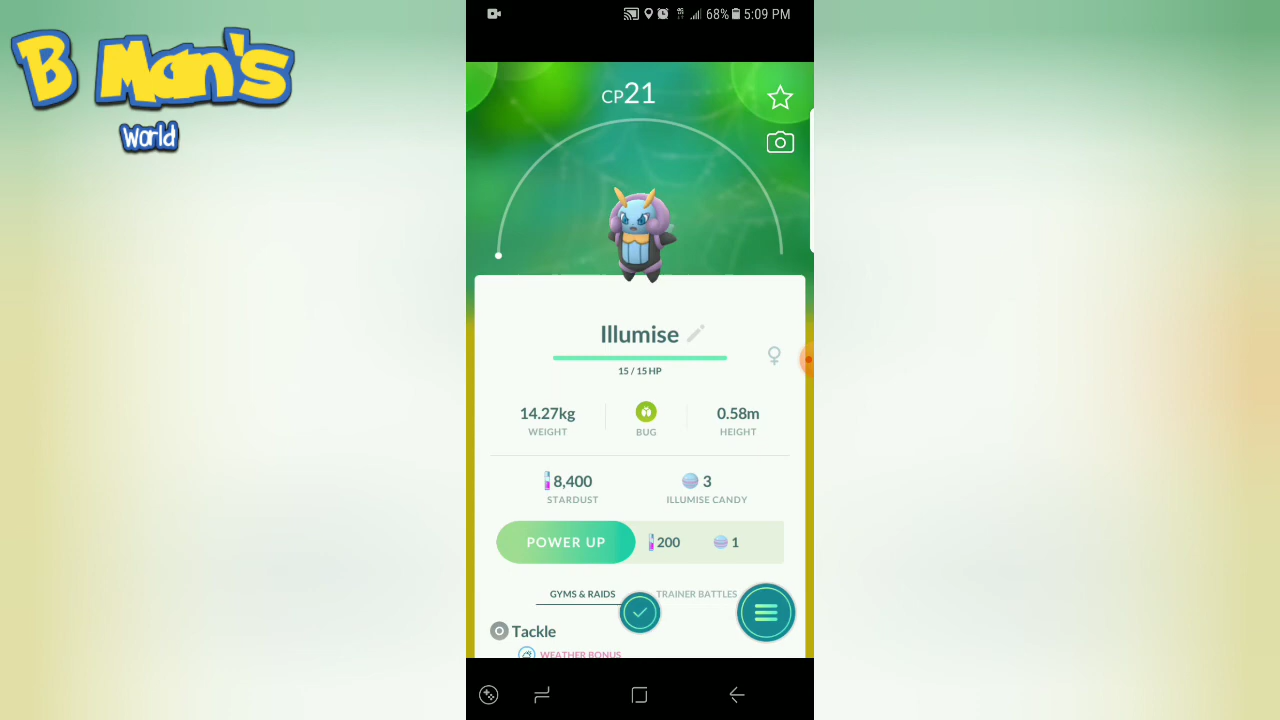 B Man's
World
68% 5:09 PM
CP21
Illumise
15 / 15 HP
14.27kg
WEIGHT
BUG
0.58m
HEIGHT
8,400
STARDUST
3
ILLUMISE CANDY
POWER UP 200 1
GYMS & RAIDS TRAINER BATTLES
Tackle
WEATHER BONUS